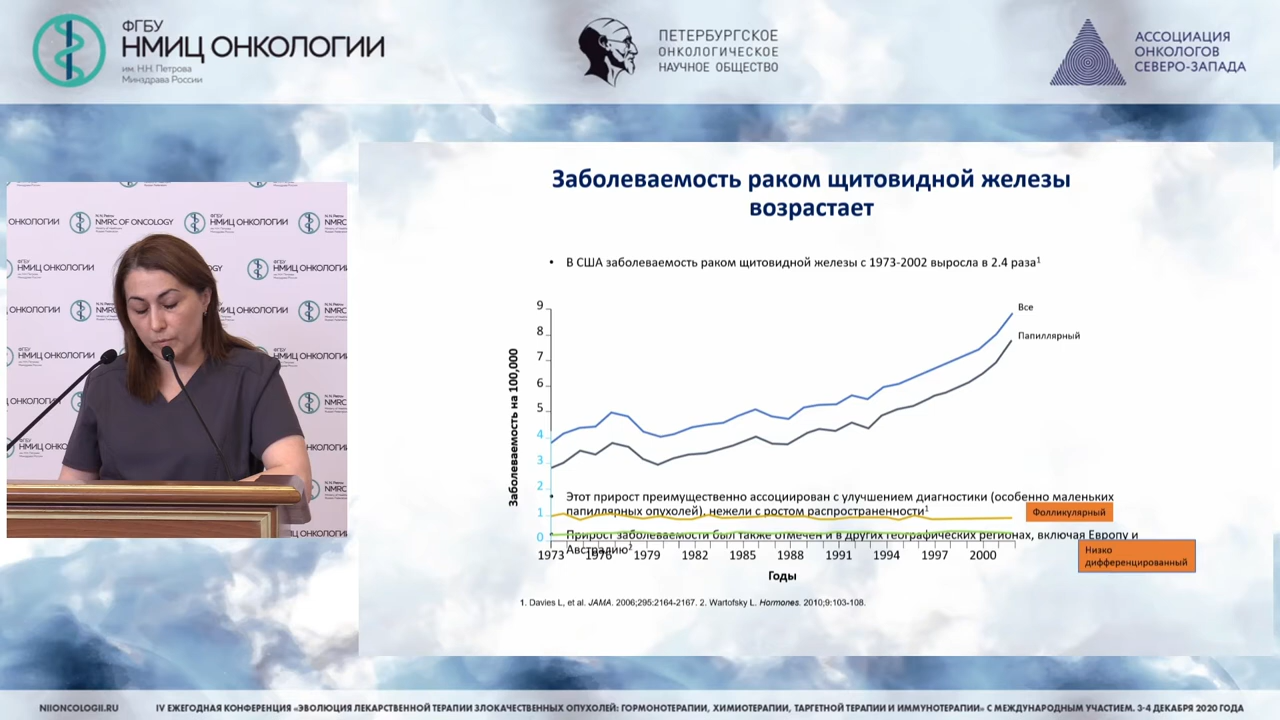 ФГБУ
НМИЦ ОНКОЛОГИИ
им. Н.Н. Петрова
Минздрава России
ПЕТЕРБУРГСКОЕ
ОНКОЛОГИЧЕСКОЕ
НАУЧНОЕ ОБЩЕСТВО
АССОЦИАЦИЯ
ОНКОЛОГОВ
СЕВЕРО-ЗАПАДА
Заболеваемость раком щитовидной железы
возрастает
• В США заболеваемость раком щитовидной железы с 1973-2002 выросла в 2.4 раза¹
Заболеваемость на 100,000
9
8
7
6
5
4
3
2
1
0
Все
Папиллярный
• Этот прирост преимущественно ассоциирован с улучшением диагностики (особенно маленьких
папиллярных опухолей), нежели с ростом распространенности¹
Фолликулярный
• Прирост заболеваемости был также отмечен и в других географических регионах, включая Европу и
Австралию²
Низко
дифференцированный
1973 1976 1979 1982 1985 1988 1991 1994 1997 2000
Годы
1. Davies L, et al. JAMA. 2006;295:2164-2167. 2. Wartofsky L. Hormones. 2010;9:103-108.
ОНКОЛОГИИ
NMRC OF ONCOLOGY
ФГБУ
НМИЦ ОНКОЛОГИИ
NMRC
НМИЦ ОНКОЛОГИИ
NIIONCOLOGII.RU
IV ЕЖЕГОДНАЯ КОНФЕРЕНЦИЯ «ЭВОЛЮЦИЯ ЛЕКАРСТВЕННОЙ ТЕРАПИИ ЗЛОКАЧЕСТВЕННЫХ ОПУХОЛЕЙ: ГОРМОНОТЕРАПИИ, ХИМИОТЕРАПИИ, ТАРГЕТНОЙ ТЕРАПИИ И ИММУНОТЕРАПИИ» С МЕЖДУНАРОДНЫМ УЧАСТИЕМ. 3-4 ДЕКАБРЯ 2020 ГОДА